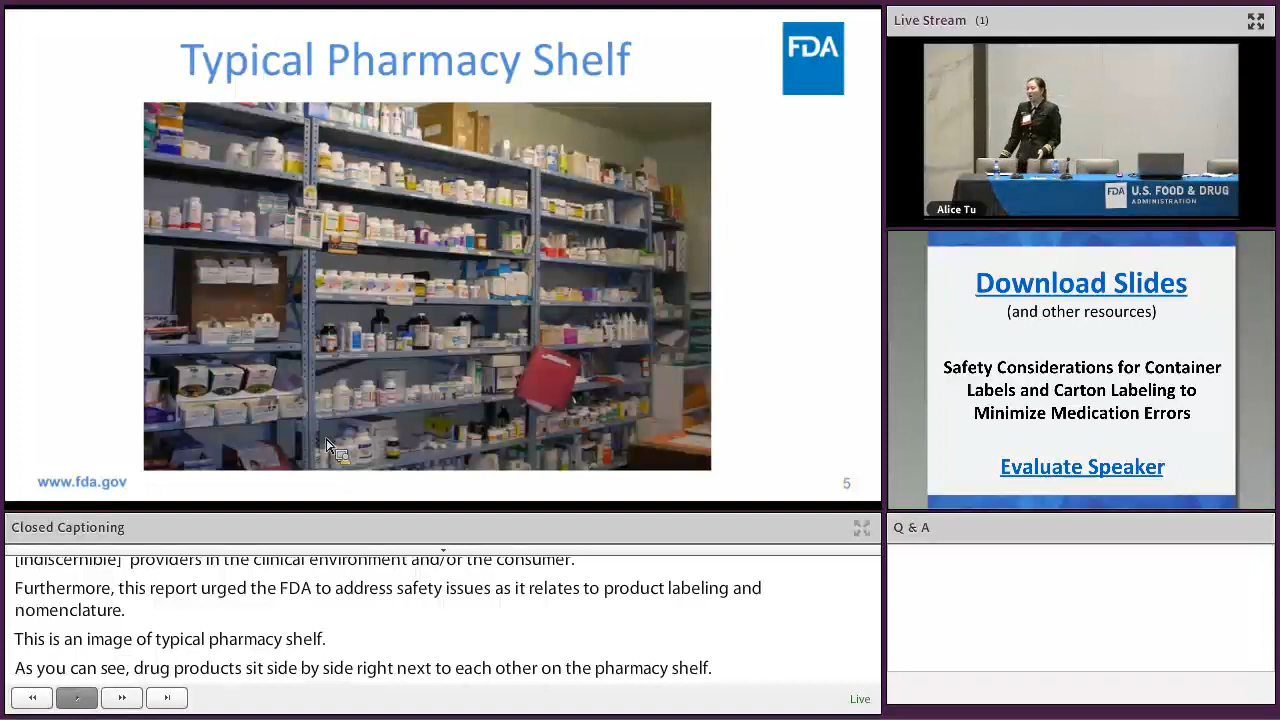 Typical Pharmacy Shelf
FDA
www.fda.gov
5
Live Stream (1)
FDA
U.S. FOOD & DRUG
ADMINISTRATION
Alice Tu
Download Slides
(and other resources)
Safety Considerations for Container
Labels and Carton Labeling to
Minimize Medication Errors
Evaluate Speaker
Closed Captioning
[indiscernible] providers in the clinical environment and/or the consumer.
Furthermore, this report urged the FDA to address safety issues as it relates to product labeling and
nomenclature.
This is an image of typical pharmacy shelf.
As you can see, drug products sit side by side right next to each other on the pharmacy shelf.
Live
Q & A